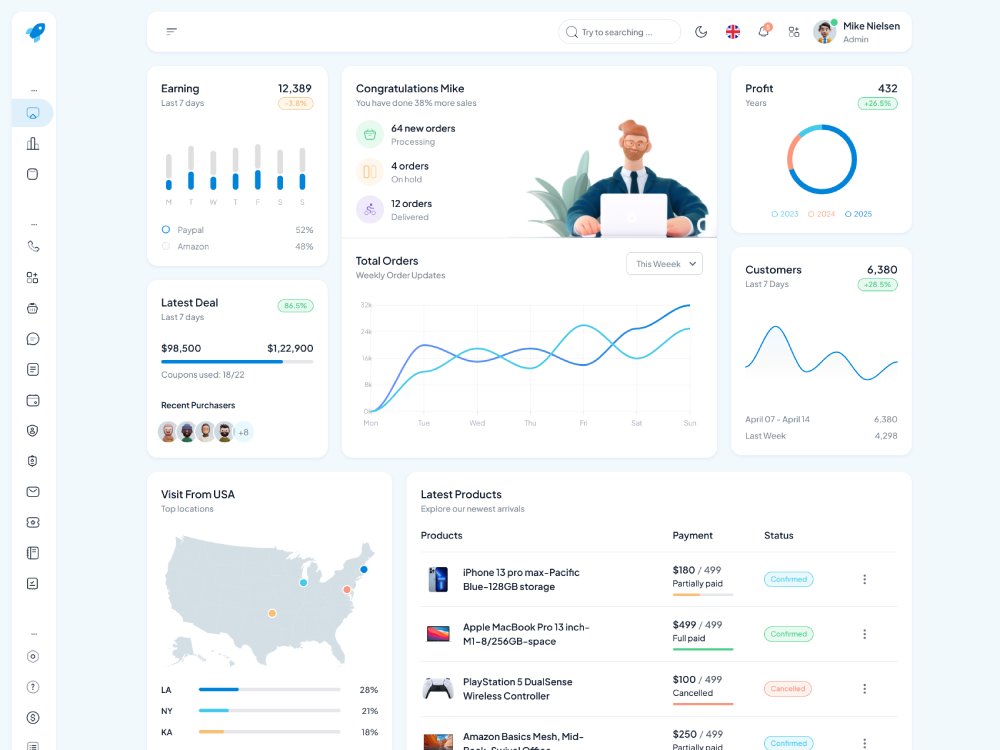 Try to searching ...
6
Mike Nielsen
Admin
Earning
12,389
Last 7 days
-3.8%
M T W T F S S
Paypal 52%
Amazon 48%
Congratulations Mike
You have done 38% more sales
64 new orders
Processing
4 orders
On hold
12 orders
Delivered
Total Orders
Weekly Order Updates
This Weeek
32k
24k
16k
8k
0k
Mon Tue Wed Thu Fri Sat Sun
Profit
432
Years
+26.5%
2023 2024 2025
Latest Deal
86.5%
Last 7 days
$98,500 $1,22,900
Coupons used: 18/22
Recent Purchasers
+8
Customers
6,380
Last 7 Days
+28.5%
April 07 - April 14 6,380
Last Week 4,298
Visit From USA
Top locations
LA 28%
NY 21%
KA 18%
Latest Products
Explore our newest arrivals
Products Payment Status
iPhone 13 pro max-Pacific
Blue-128GB storage
$180 / 499
Partially paid
Confirmed
Apple MacBook Pro 13 inch-
M1-8/256GB-space
$499 / 499
Full paid
Confirmed
PlayStation 5 DualSense
Wireless Controller
$100 / 499
Cancelled
Cancelled
Amazon Basics Mesh, Mid-
Back, Swivel Office
$250 / 499
Partially paid
Confirmed